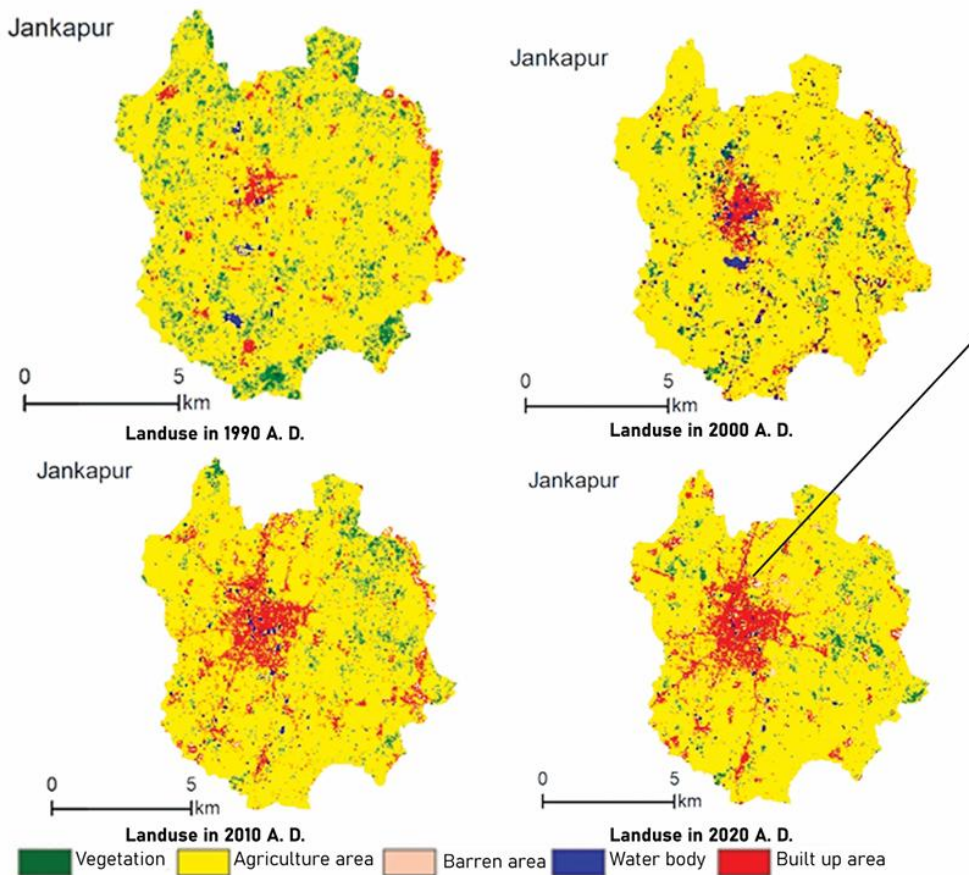 Jankapur
0 5
km
Landuse in 1990 A. D.
Jankapur
0 5
km
Landuse in 2000 A. D.
Jankapur
0 5
km
Landuse in 2010 A. D.
Jankapur
0 5
km
Landuse in 2020 A. D.
Vegetation Agriculture area Barren area Water body Built up area